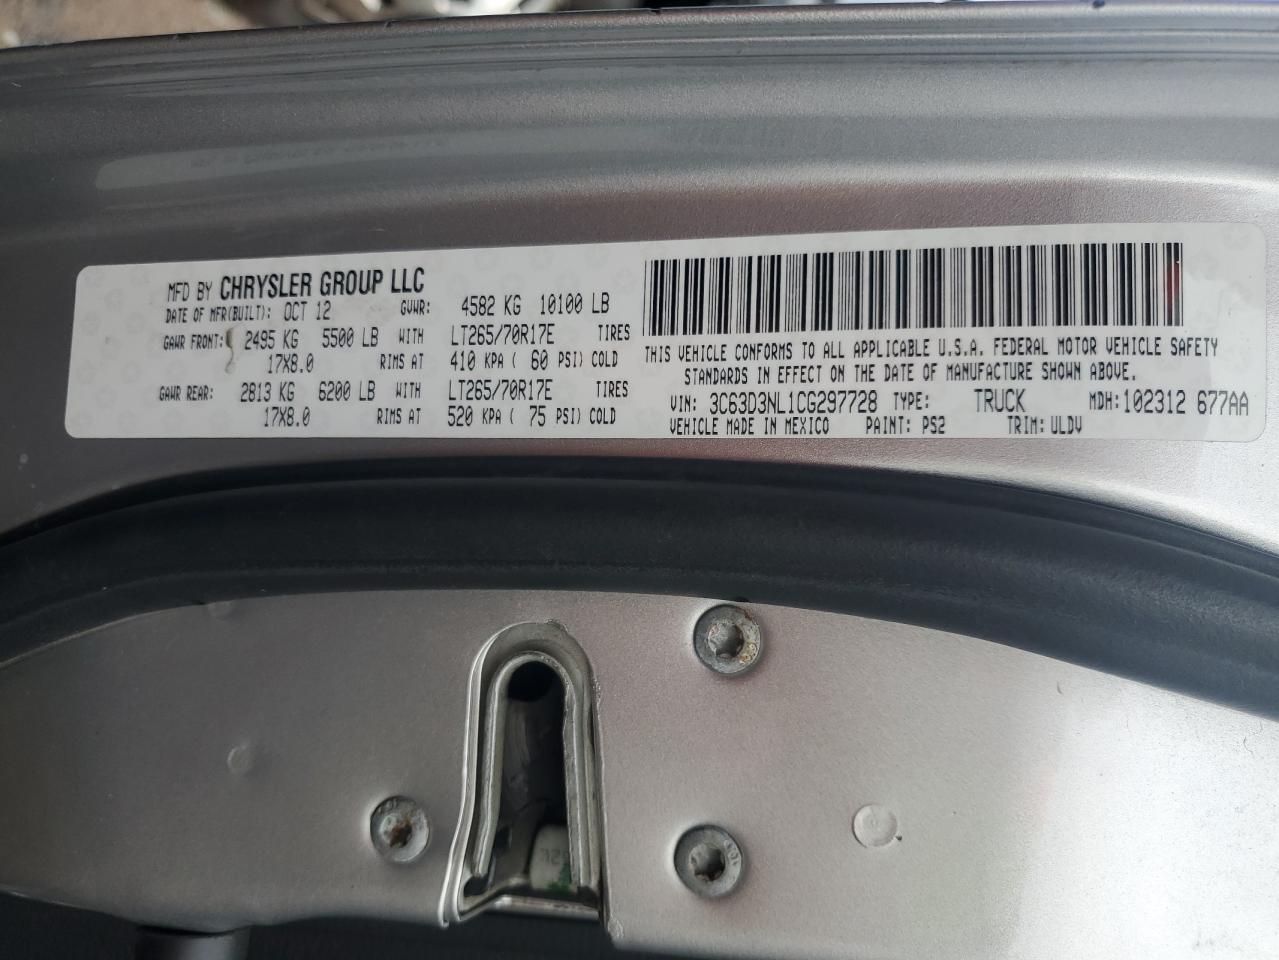 MFD BY CHRYSLER GROUP LLC
DATE OF MFR(BUILT): OCT 12 GVWR: 4582 KG 10100 LB
GAWR FRONT: 2495 KG 5500 LB WITH LT265/70R17E TIRES
17X8.0 RIMS AT 410 KPA ( 60 PSI) COLD
GAWR REAR: 2813 KG 6200 LB WITH LT265/70R17E TIRES
17X8.0 RIMS AT 520 KPA ( 75 PSI) COLD
THIS VEHICLE CONFORMS TO ALL APPLICABLE U.S.A. FEDERAL MOTOR VEHICLE SAFETY
STANDARDS IN EFFECT ON THE DATE OF MANUFACTURE SHOWN ABOVE.
VIN: 3C63D3NL1CG297728 TYPE: TRUCK MDH: 102312 677AA
VEHICLE MADE IN MEXICO PAINT: PS2 TRIM: ULDV